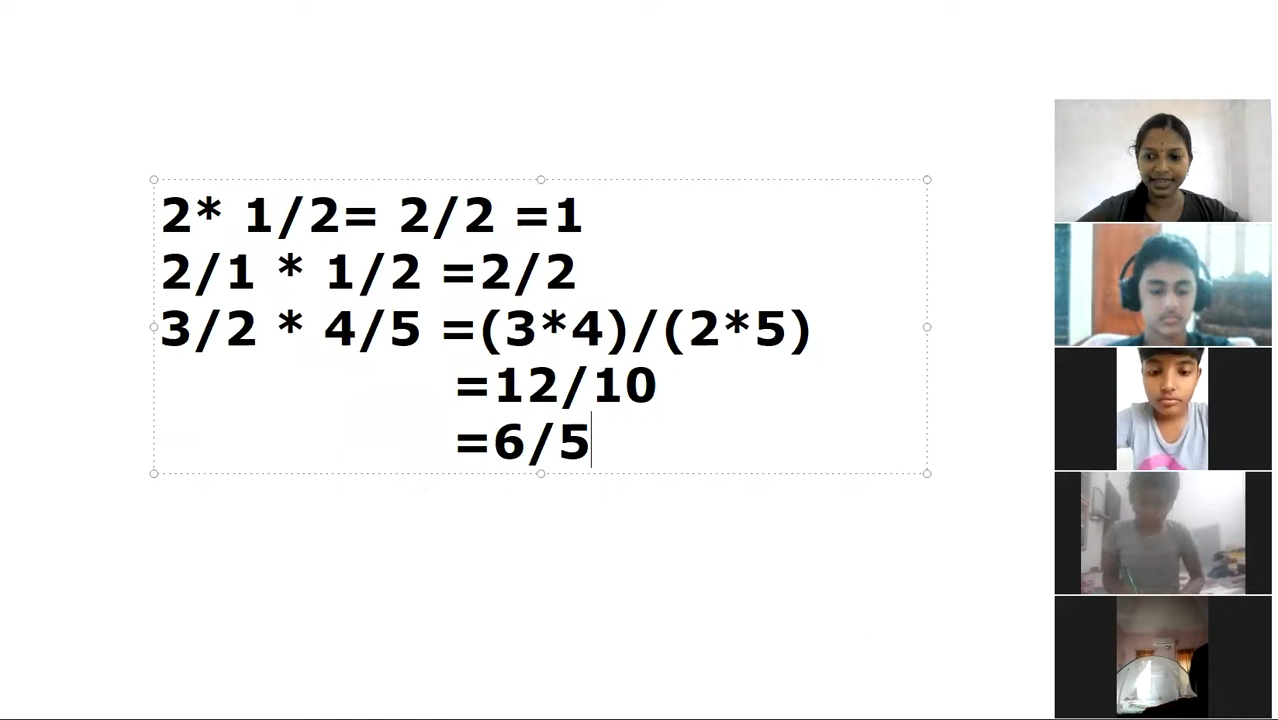 2* 1/2= 2/2 =1
2/1 * 1/2 =2/2
3/2 * 4/5 =(3*4)/(2*5)
=12/10
=6/5